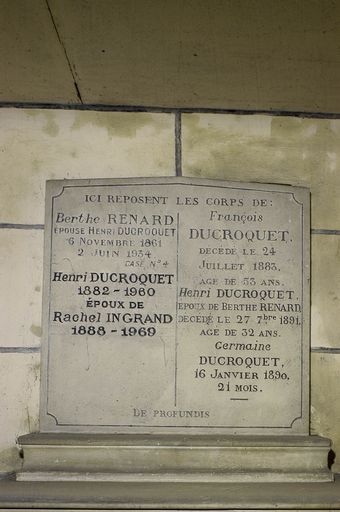 ICI REPOSENT LES CORPS DE:
Berthe RENARD
ÉPOUSE HENRI DUCROQUET
6 NOVEMBRE 1861
2 JUIN 1934
CASE N° 4
Henri DUCROQUET
1882 - 1960
ÉPOUX DE
Rachel INGRAND
1888 - 1969
François
DUCROQUET,
DÉCÉDÉ LE 24
JUILLET 1883,
AGÉ DE 53 ANS.
Henri DUCROQUET,
EPOUX DE BERTHE RENARD
DÉCÉDÉ LE 27 7bre 1891,
AGÉ DE 32 ANS.
Germaine
DUCROQUET,
16 JANVIER 1890,
21 MOIS.
DE PROFUNDIS